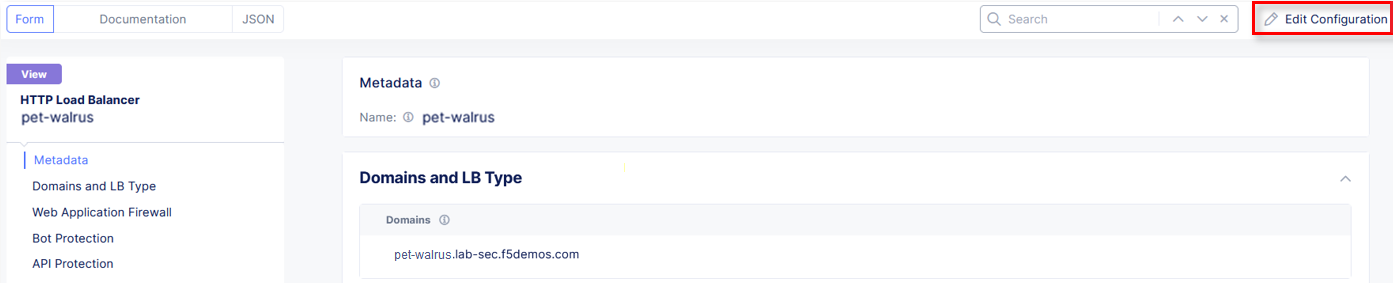 Form
Documentation
JSON
Search
Edit Configuration
View
HTTP Load Balancer
pet-walrus
Metadata
Domains and LB Type
Web Application Firewall
Bot Protection
API Protection
Metadata
Name: pet-walrus
Domains and LB Type
Domains
pet-walrus.lab-sec.f5demos.com